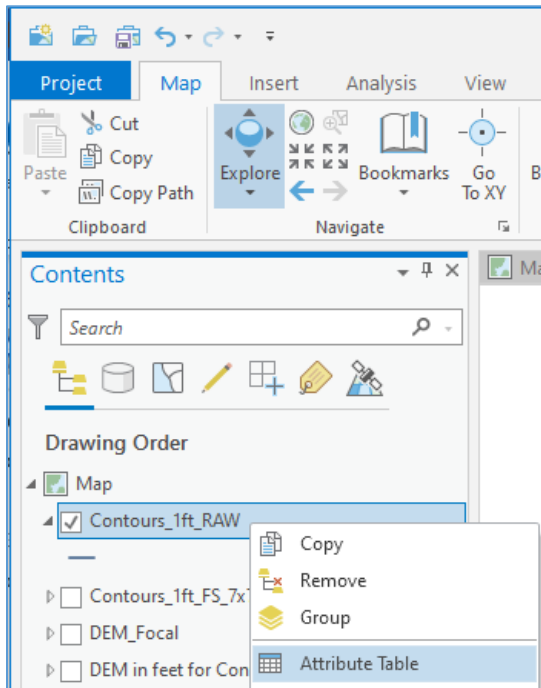 Project Map Insert Analysis View
Cut
Copy
Paste
Copy Path
Clipboard
Explore
Bookmarks
Go
To XY
Navigate
Contents
Search
Drawing Order
Map
Contours_1ft_RAW
Copy
Remove
Contours_1ft_FS_7x
Group
DEM_Focal
Attribute Table
DEM in feet for Con